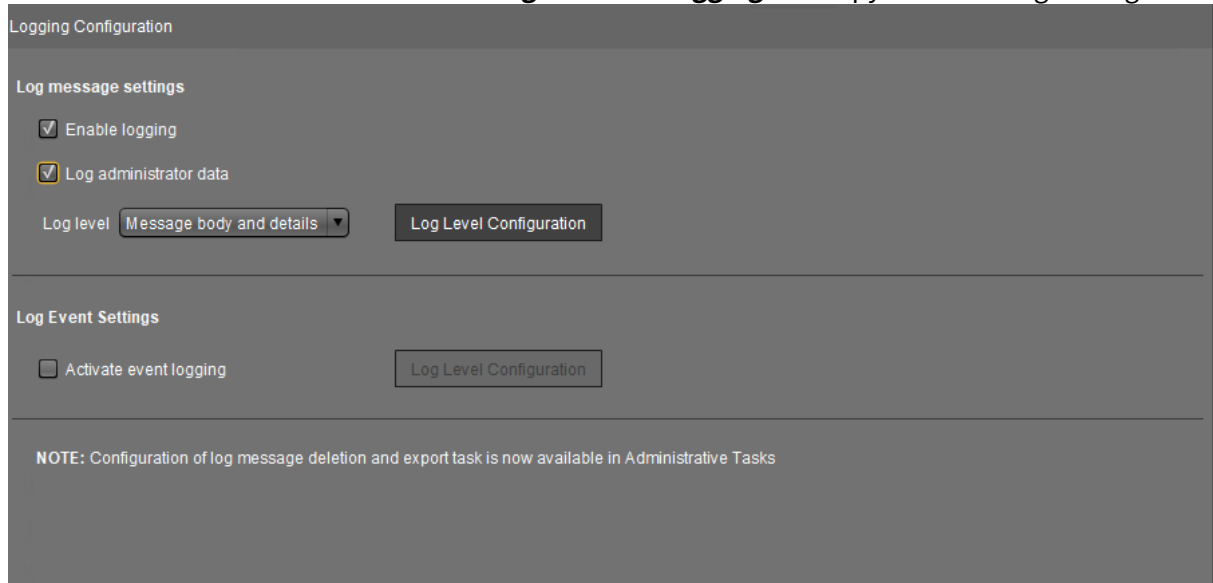 Logging Configuration
Log message settings
Enable logging
Log administrator data
Log level Message body and details Log Level Configuration
Log Event Settings
Activate event logging Log Level Configuration
NOTE: Configuration of log message deletion and export task is now available in Administrative Tasks